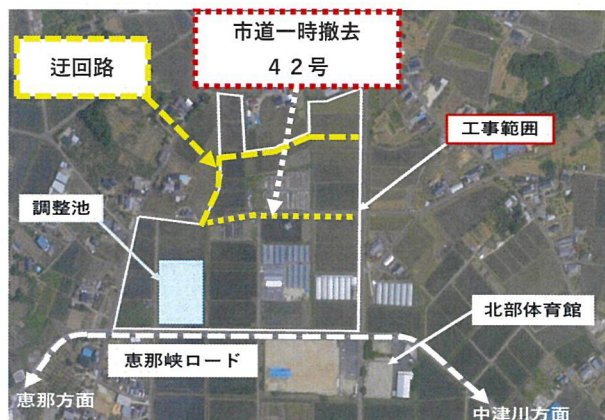 市道一時撤去
４２号
迂回路
工事範囲
調整池
北部体育館
恵那峡ロード
恵那方面
中津川方面